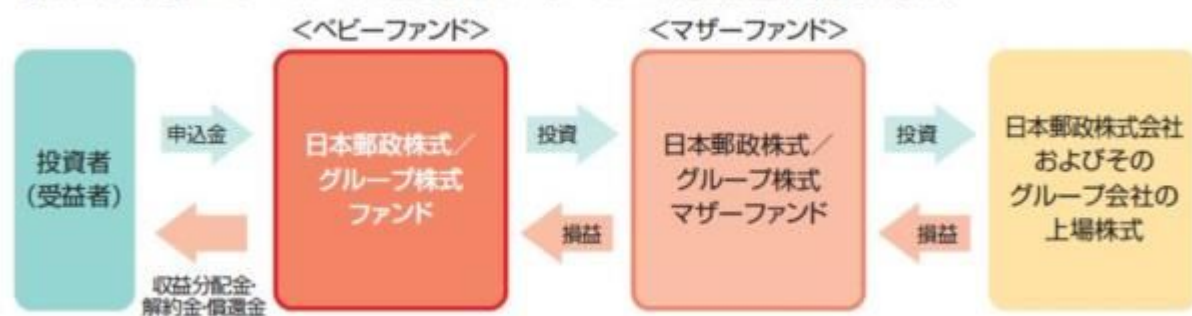 <ベビーファンド>
<マザーファンド>
投資者
(受益者)
申込金
収益分配金・
解約金・償還金
日本郵政株式/
グループ株式
ファンド
投資
損益
日本郵政株式/
グループ株式
マザーファンド
投資
損益
日本郵政株式会社
およびその
グループ会社の
上場株式